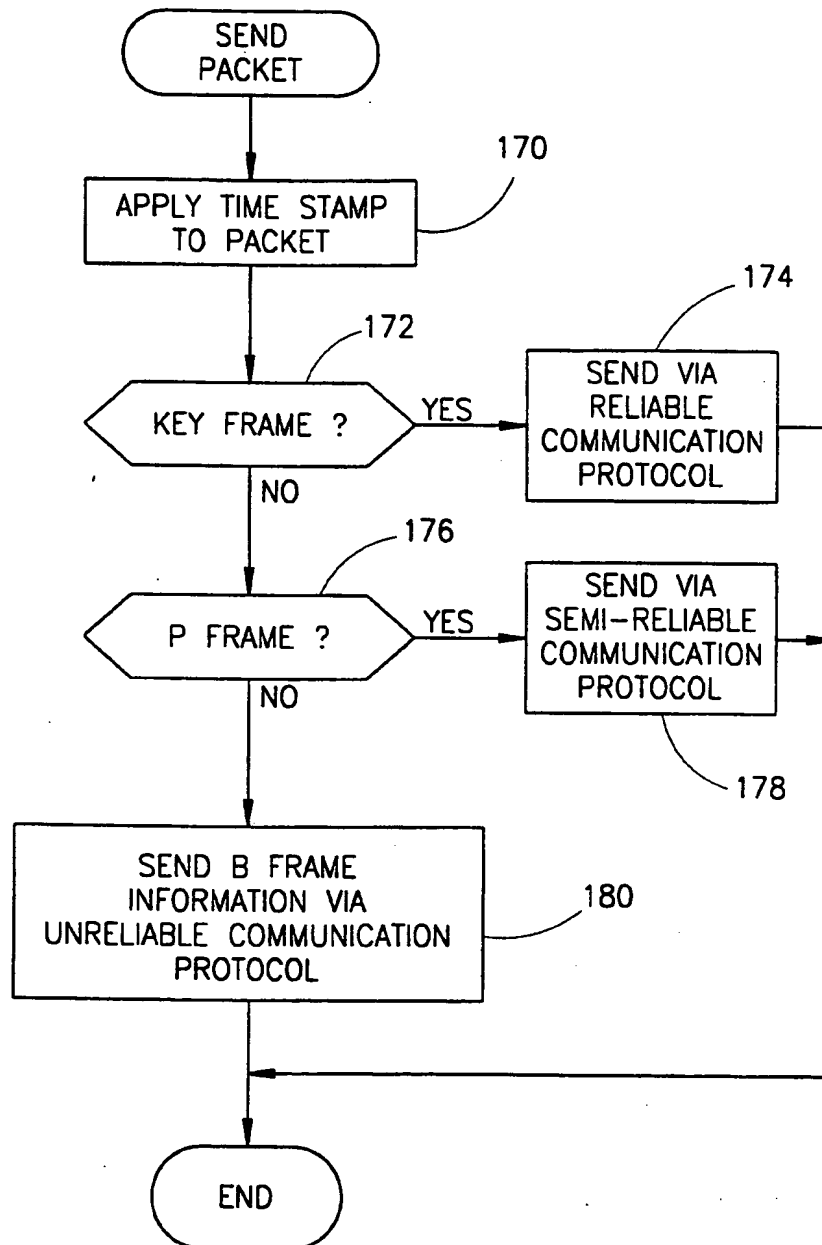 SEND
PACKET
170
APPLY TIME STAMP
TO PACKET
172
KEY FRAME ?
YES
NO
174
SEND VIA
RELIABLE
COMMUNICATION
PROTOCOL
176
P FRAME ?
YES
NO
SEND VIA
SEMI-RELIABLE
COMMUNICATION
PROTOCOL
178
SEND B FRAME
INFORMATION VIA
UNRELIABLE COMMUNICATION
PROTOCOL
180
END